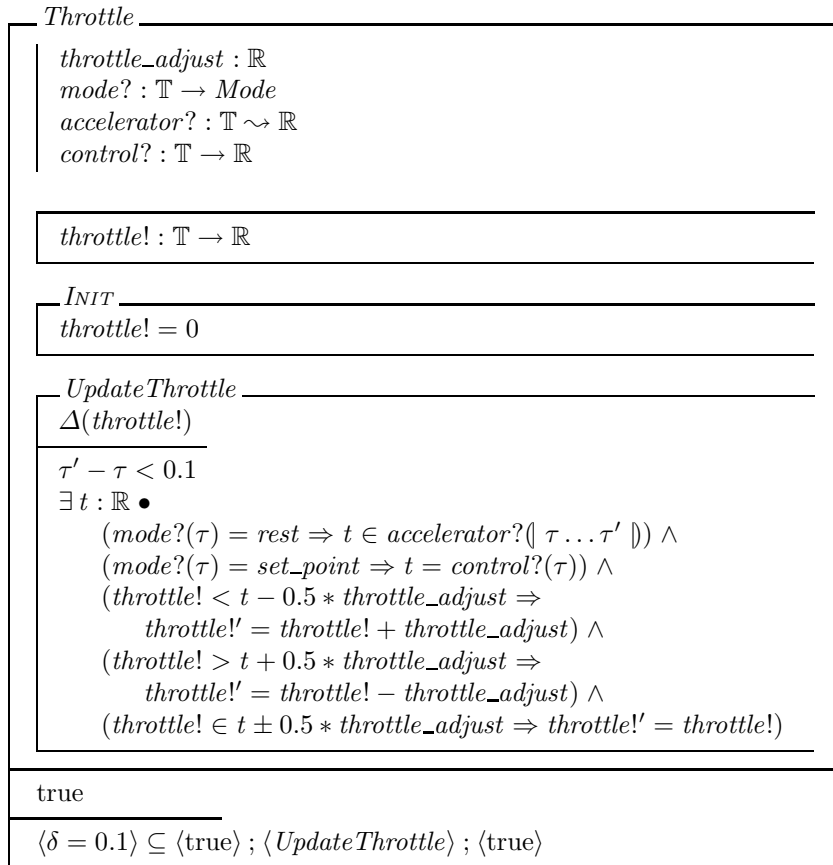 Throttle
throttle_adjust : ℝ
mode? : 𝕋 → Mode
accelerator? : 𝕋 ⇝ ℝ
control? : 𝕋 → ℝ
throttle! : 𝕋 → ℝ
INIT
throttle! = 0
UpdateThrottle
Δ(throttle!)
τ′ − τ < 0.1
∃ t : ℝ •
(mode?(τ) = rest ⇒ t ∈ accelerator?⦇ τ … τ′ ⦈) ∧
(mode?(τ) = set_point ⇒ t = control?(τ)) ∧
(throttle! < t − 0.5 ∗ throttle_adjust ⇒
throttle!′ = throttle! + throttle_adjust) ∧
(throttle! > t + 0.5 ∗ throttle_adjust ⇒
throttle!′ = throttle! − throttle_adjust) ∧
(throttle! ∈ t ± 0.5 ∗ throttle_adjust ⇒ throttle!′ = throttle!)
true
⟨δ = 0.1⟩ ⊆ ⟨true⟩ ; ⟨UpdateThrottle⟩ ; ⟨true⟩